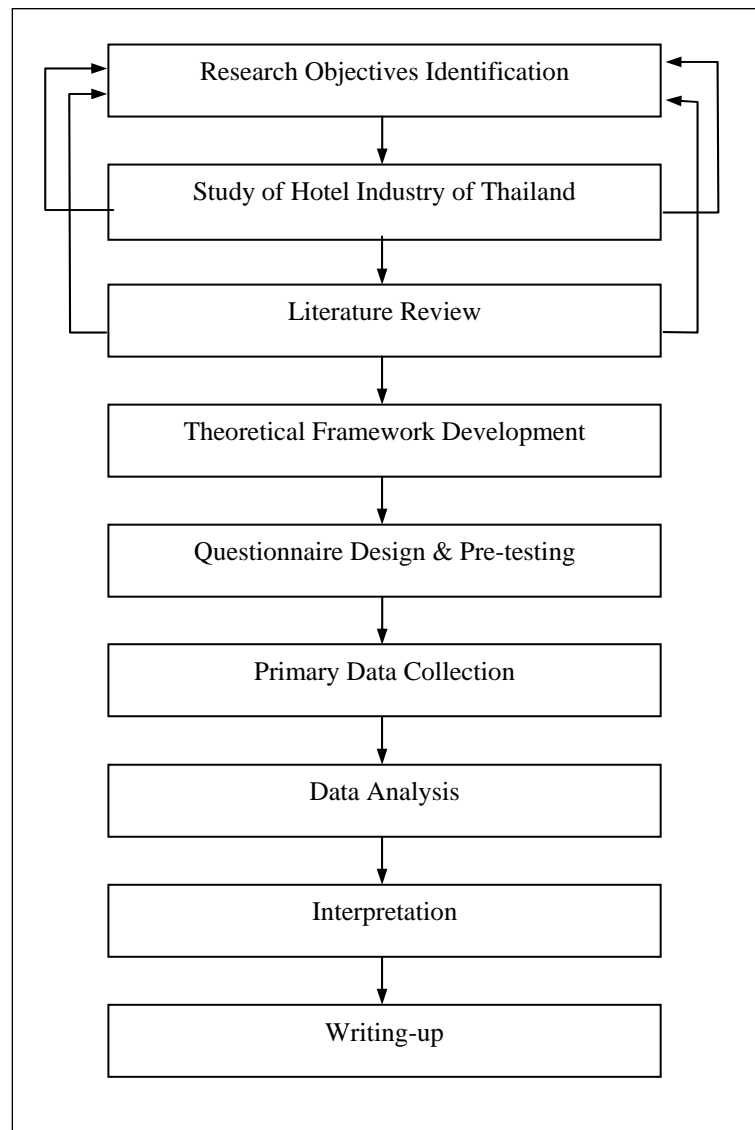 Research Objectives Identification
Study of Hotel Industry of Thailand
Literature Review
Theoretical Framework Development
Questionnaire Design & Pre-testing
Primary Data Collection
Data Analysis
Interpretation
Writing-up